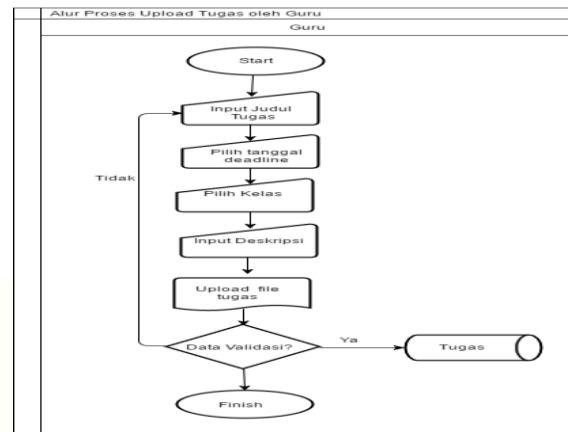 Alur Proses Upload Tugas oleh Guru
Guru
Start
Input Judul
Tugas
Pilih tanggal
deadline
Tidak
Pilih Kelas
Input Deskripsi
Upload file
tugas
Data Validasi?
Ya
Tugas
Finish